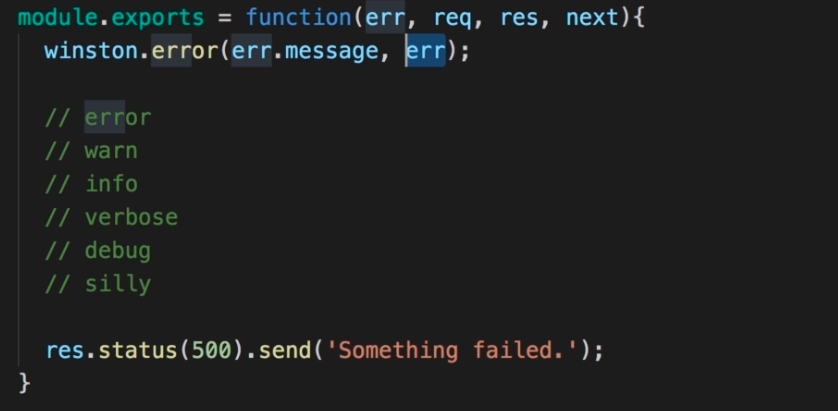 module.exports = function(err, req, res, next){
winston.error(err.message, err);
// error
// warn
// info
// verbose
// debug
// silly
res.status(500).send('Something failed.');
}